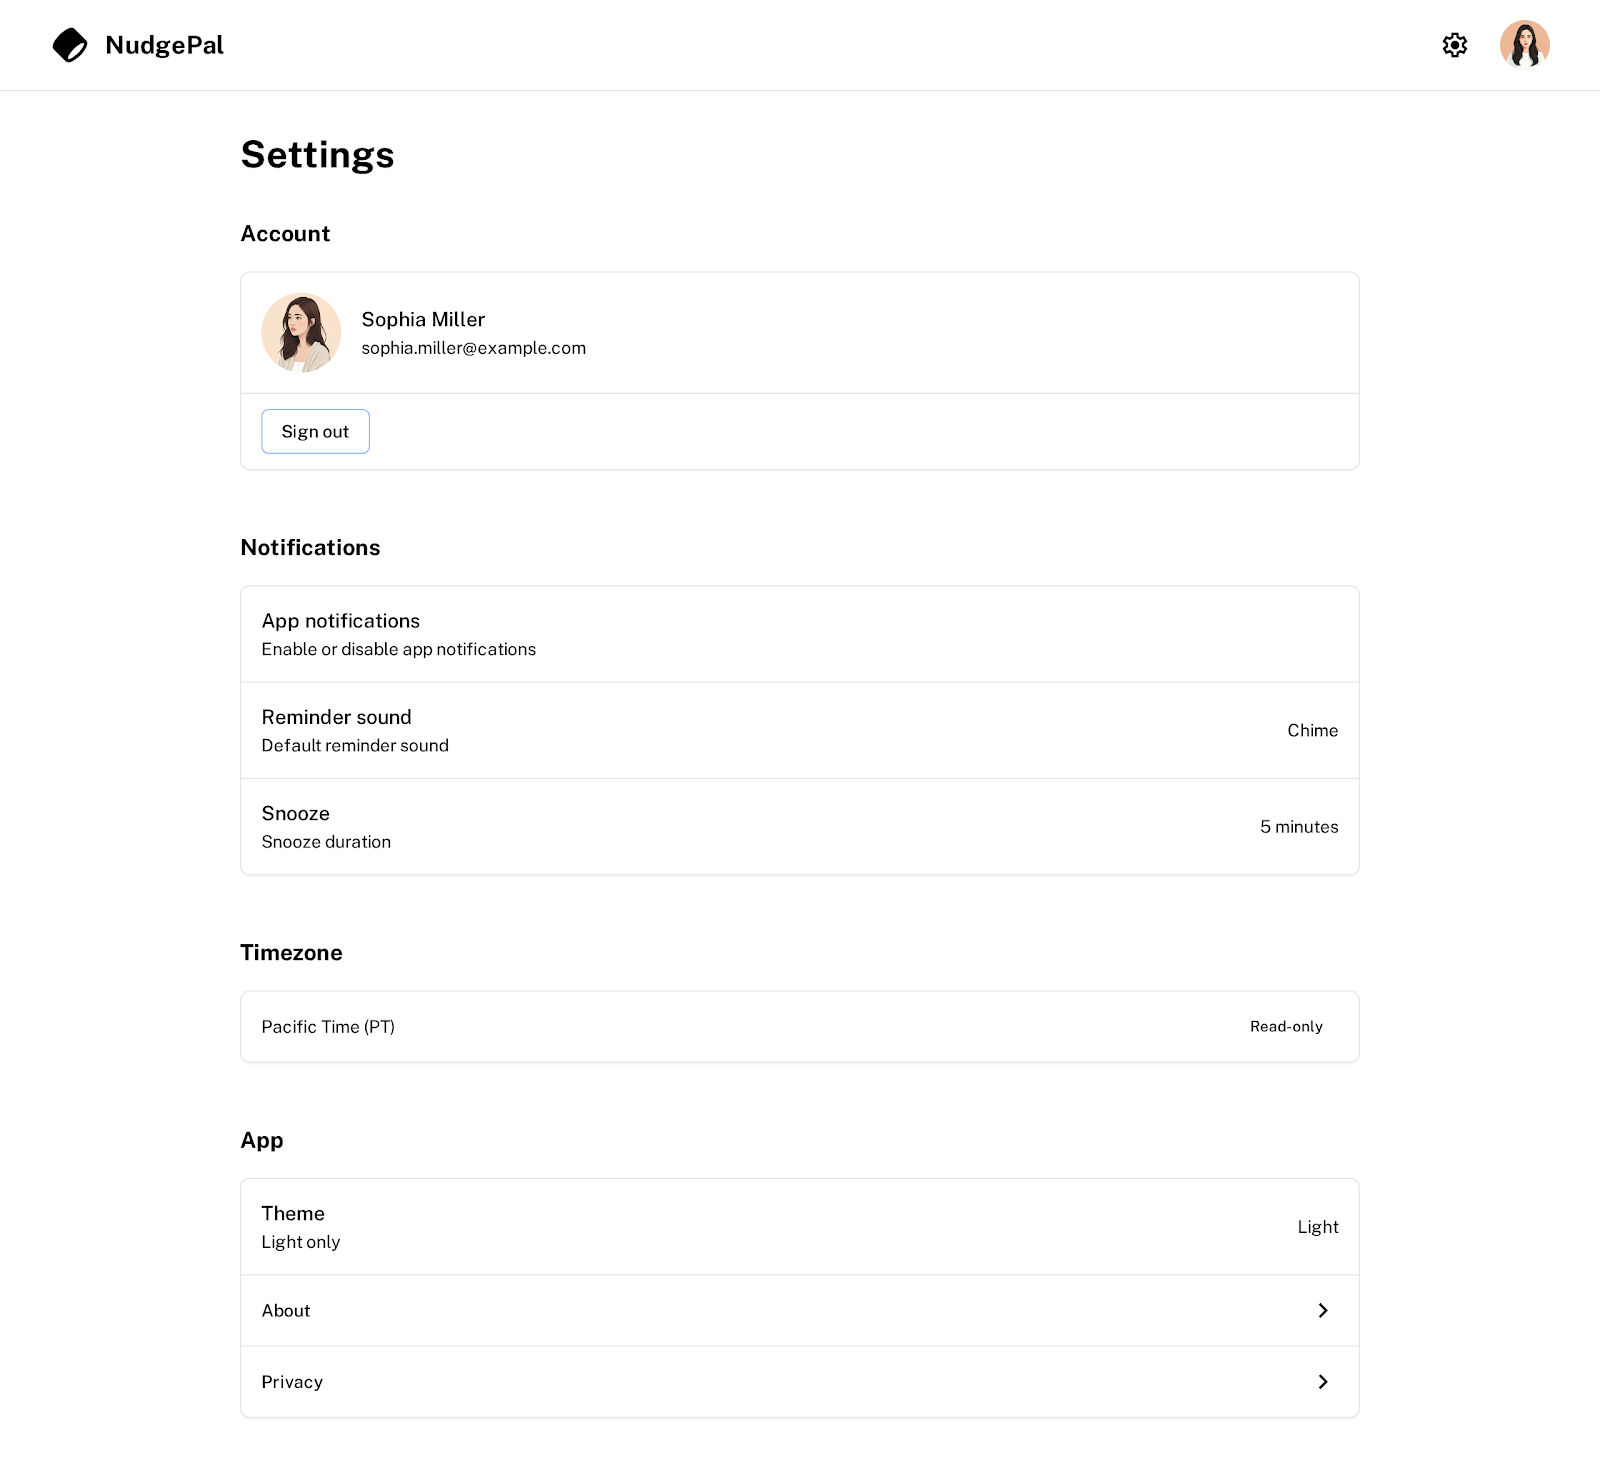 NudgePal
Settings
Account
Sophia Miller
sophia.miller@example.com
Sign out
Notifications
App notifications
Enable or disable app notifications
Reminder sound
Default reminder sound
Chime
Snooze
Snooze duration
5 minutes
Timezone
Pacific Time (PT)
Read-only
App
Theme
Light only
Light
About
Privacy